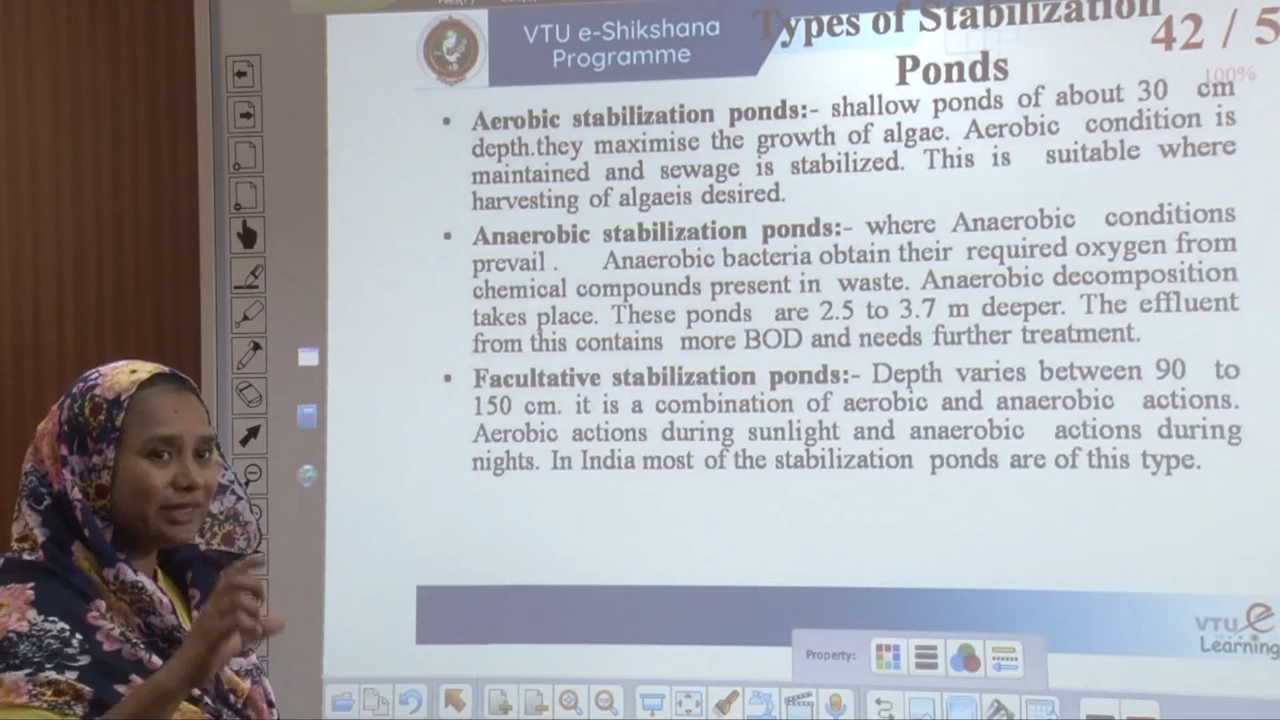 VTU e-Shikshana
Programme
Types of Stabilization
Ponds
42 / 5
100%
• Aerobic stabilization ponds:- shallow ponds of about 30 cm
depth.they maximise the growth of algae. Aerobic condition is
maintained and sewage is stabilized. This is suitable where
harvesting of algaeis desired.
• Anaerobic stabilization ponds:- where Anaerobic conditions
prevail . Anaerobic bacteria obtain their required oxygen from
chemical compounds present in waste. Anaerobic decomposition
takes place. These ponds are 2.5 to 3.7 m deeper. The effluent
from this contains more BOD and needs further treatment.
• Facultative stabilization ponds:- Depth varies between 90 to
150 cm. it is a combination of aerobic and anaerobic actions.
Aerobic actions during sunlight and anaerobic actions during
nights. In India most of the stabilization ponds are of this type.
VTU e
Learning
Property: